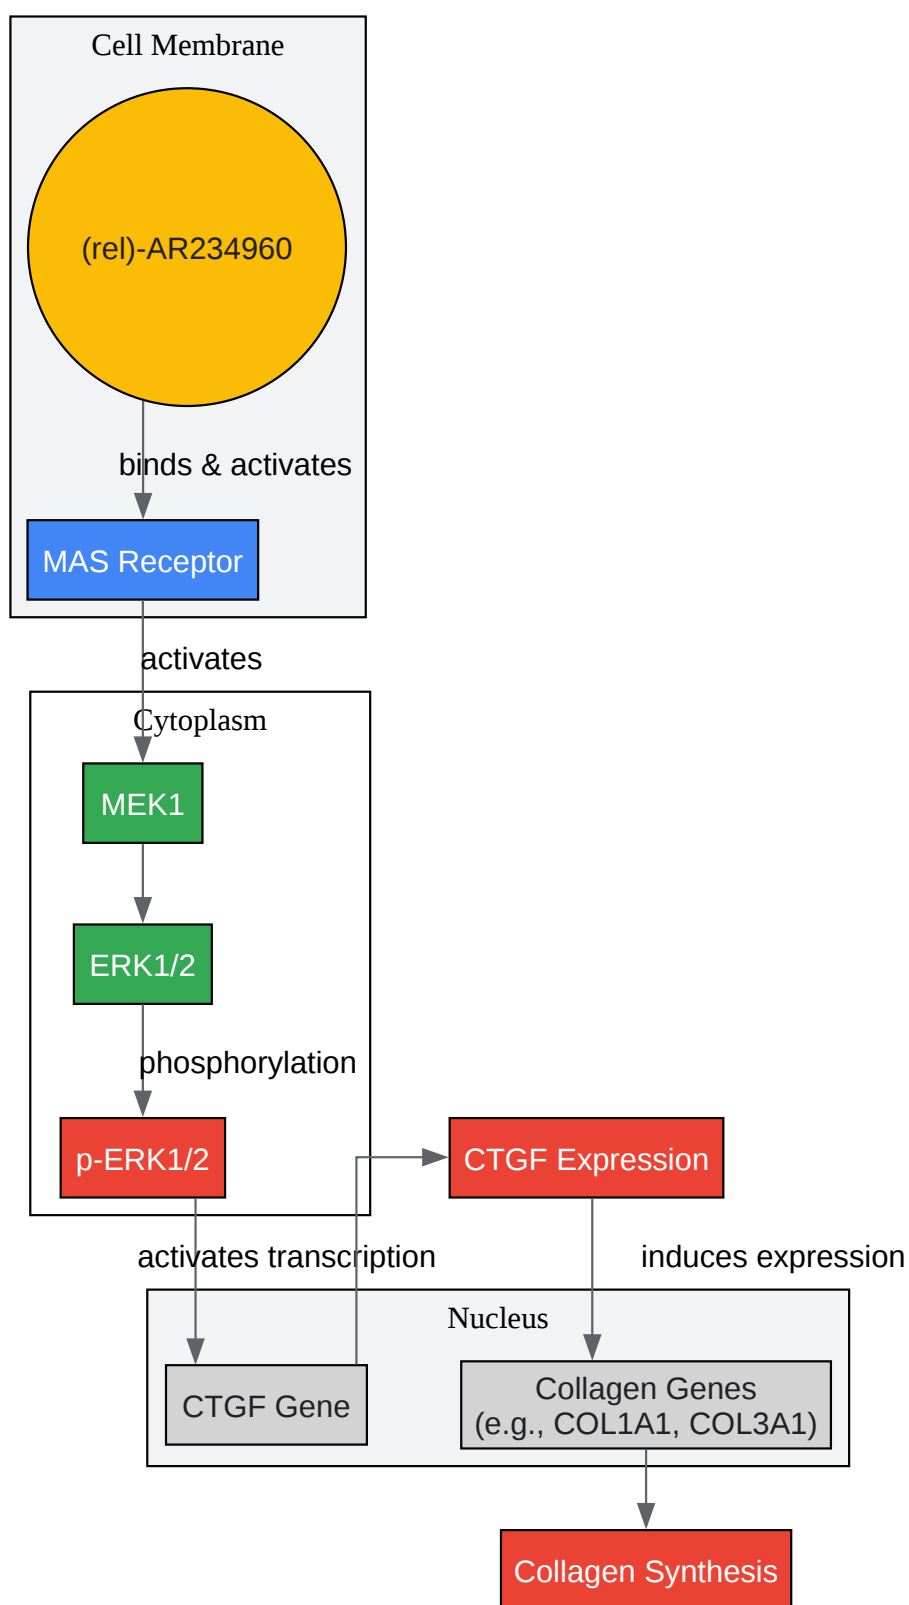 Cell Membrane
(rel)-AR234960
binds & activates
MAS Receptor
activates
Cytoplasm
MEK1
ERK1/2
phosphorylation
p-ERK1/2
CTGF Expression
activates transcription
induces expression
Nucleus
CTGF Gene
Collagen Genes
(e.g., COL1A1, COL3A1)
Collagen Synthesis